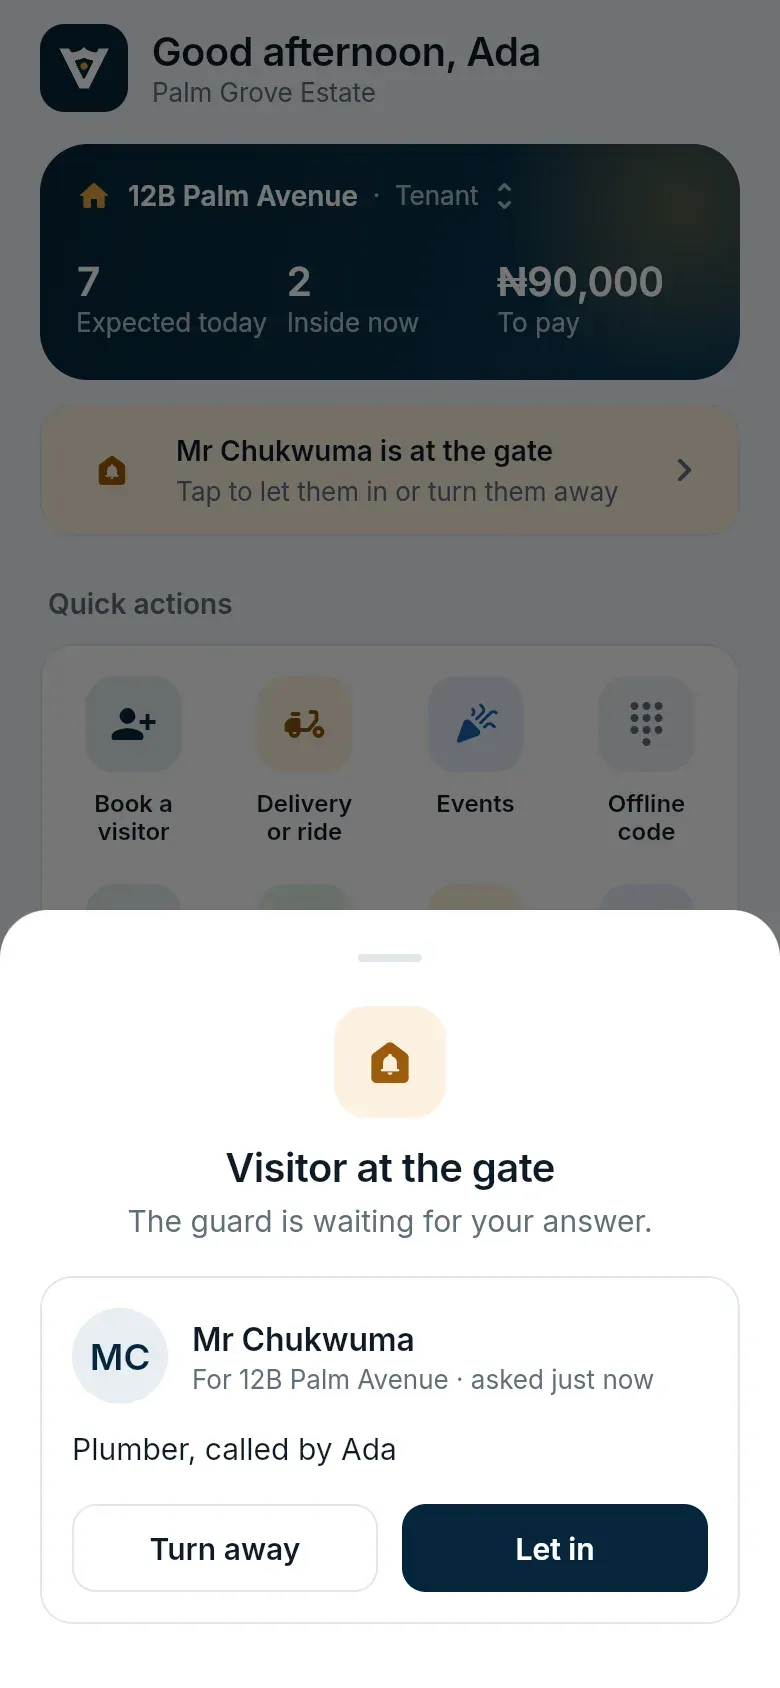 Good afternoon, Ada
Palm Grove Estate
12B Palm Avenue · Tenant
7
2
₦90,000
Expected today
Inside now
To pay
Mr Chukwuma is at the gate
Tap to let them in or turn them away
Quick actions
Book a
visitor
Delivery
or ride
Events
Offline
code
Visitor at the gate
The guard is waiting for your answer.
MC
Mr Chukwuma
For 12B Palm Avenue · asked just now
Plumber, called by Ada
Turn away
Let in